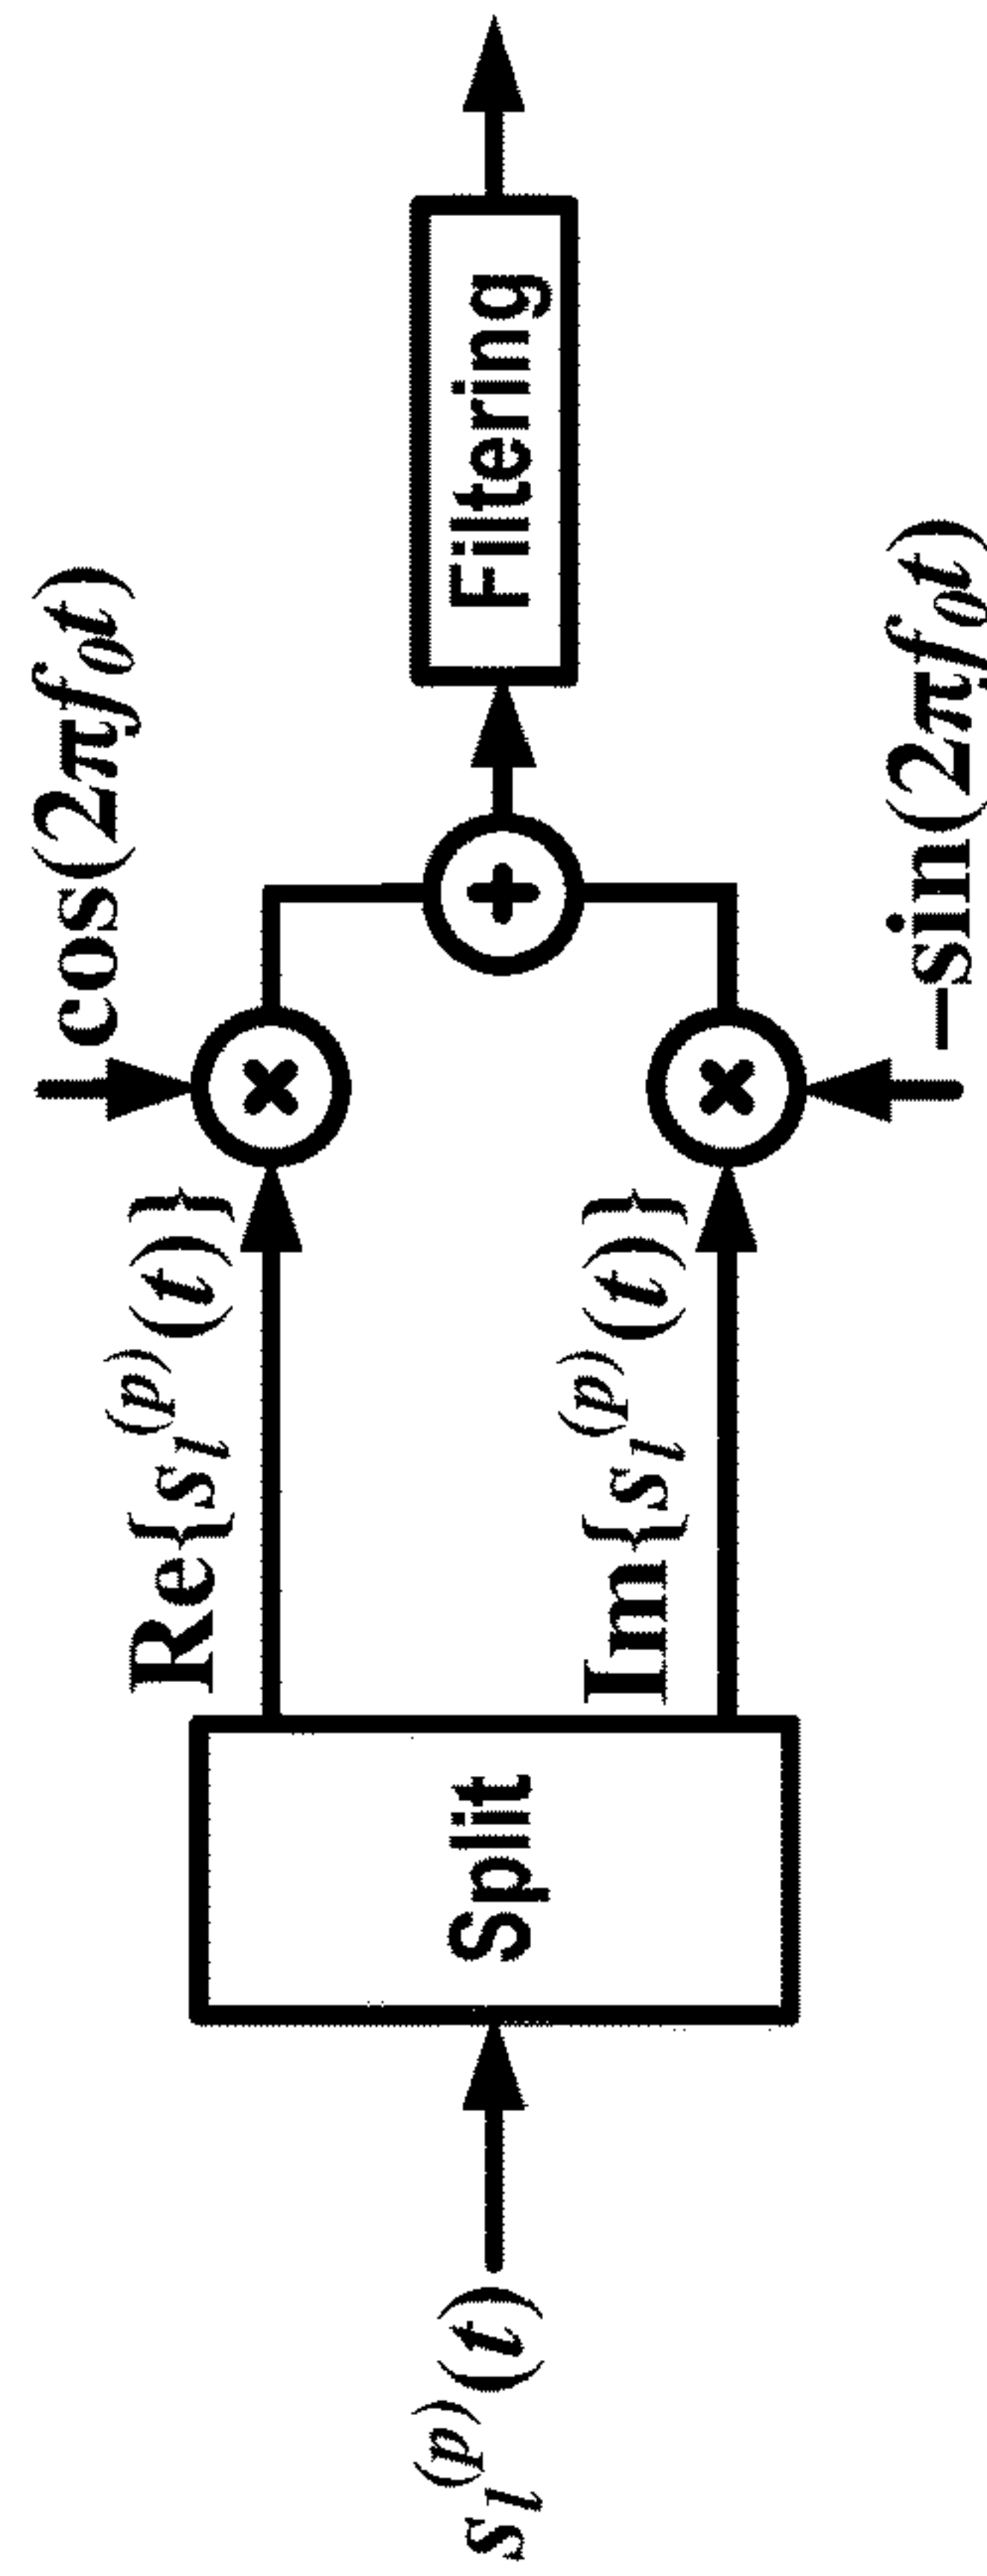 s_l^(p)(t)
Split
Re{s_l^(p)(t)}
Im{s_l^(p)(t)}
cos(2πf_0t)
–sin(2πf_0t)
×
×
+
Filtering